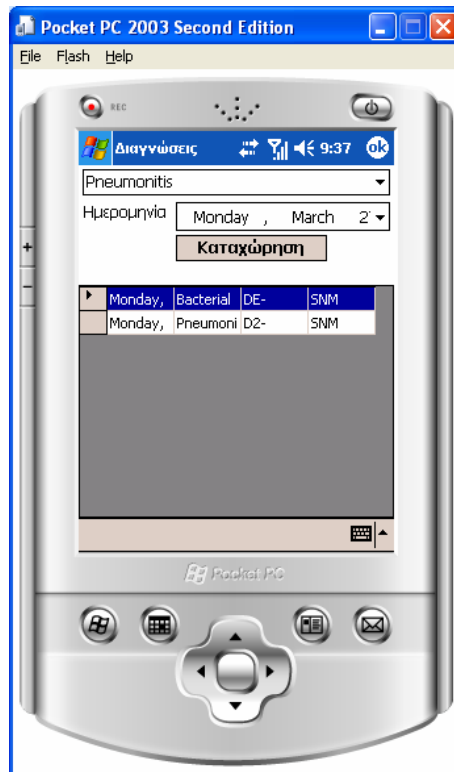 Pocket PC 2003 Second Edition
File Flash Help
REC
Διαγνώσεις 9:37 ok
Pneumonitis
Ημερομηνία Monday , March
Καταχώρηση
Monday, Bacterial DE- SNM
Monday, Pneumoni D2- SNM
Pocket PC